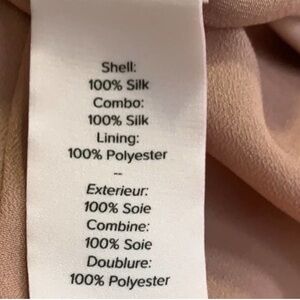 Shell:
100% Silk
Combo:
100% Silk
Lining:
100% Polyester
--
Exterieur:
100% Soie
Combine:
100% Soie
Doublure:
100% Polyester